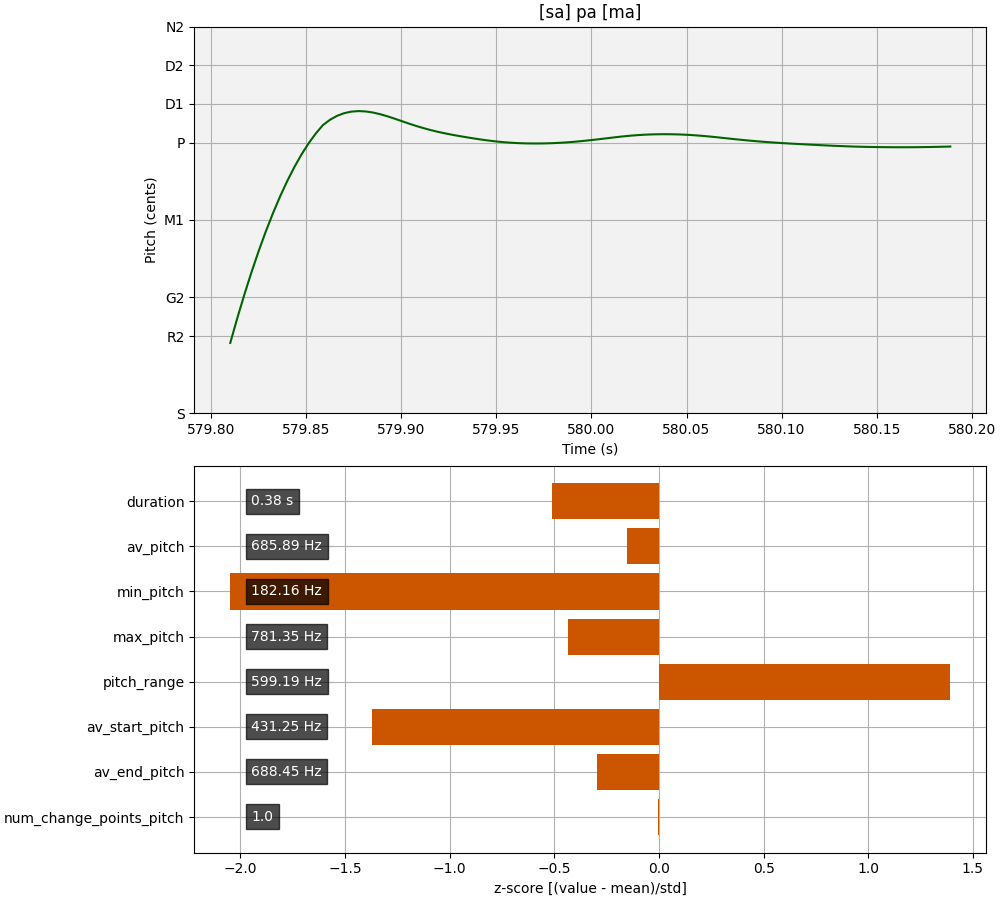 [sa] pa [ma]
N2
D2
D1
P
M1
G2
R2
S
Pitch (cents)
579.80 579.85 579.90 579.95 580.00 580.05 580.10 580.15 580.20
Time (s)
duration 0.38 s
av_pitch 685.89 Hz
min_pitch 182.16 Hz
max_pitch 781.35 Hz
pitch_range 599.19 Hz
av_start_pitch 431.25 Hz
av_end_pitch 688.45 Hz
num_change_points_pitch 1.0
−2.0 −1.5 −1.0 −0.5 0.0 0.5 1.0 1.5
z-score [(value - mean)/std]